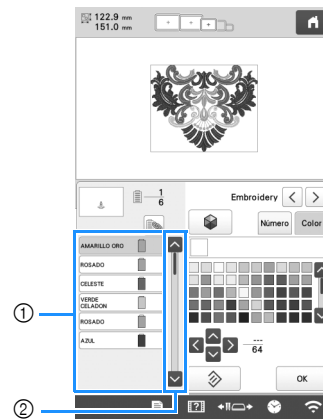 122.9 mm
151.0 mm
1
6
Embroidery
Número Color
AMARILLO ORO
ROSADO
CELESTE
VERDE
CELADON
ROSADO
AZUL
---
64
OK
①
②